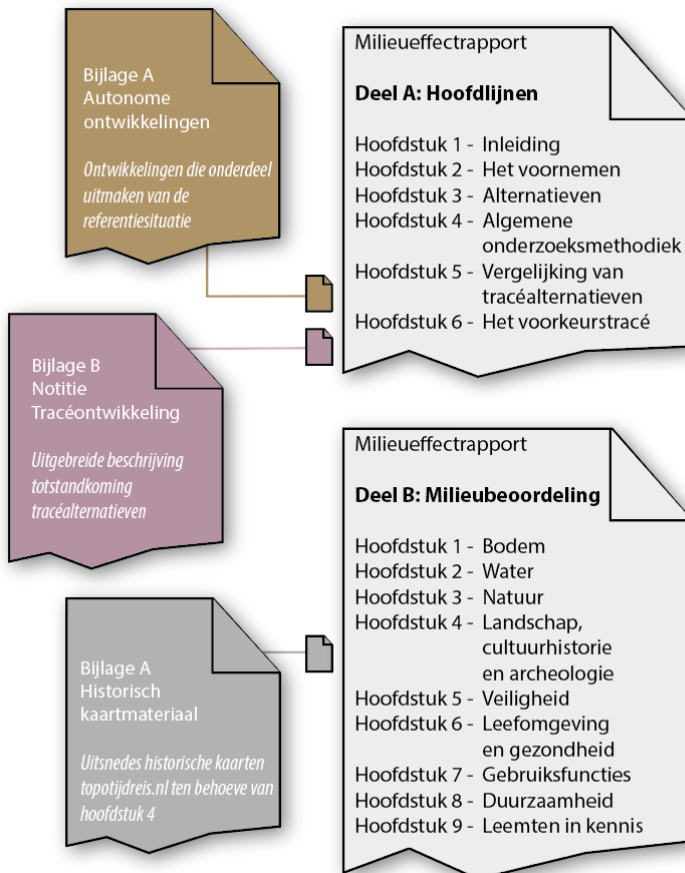 Bijlage A
Autonome
ontwikkelingen
Ontwikkelingen die onderdeel
uitmaken van de
referentiesituatie
Milieueffectrapport
Deel A: Hoofdlijnen
Hoofdstuk 1 - Inleiding
Hoofdstuk 2 - Het voornemen
Hoofdstuk 3 - Alternatieven
Hoofdstuk 4 - Algemene
onderzoeksmethodiek
Hoofdstuk 5 - Vergelijking van
tracéalternatieven
Hoofdstuk 6 - Het voorkeurstracé
Bijlage B
Notitie
Tracéontwikkeling
Uitgebreide beschrijving
totstandkoming
tracéalternatieven
Milieueffectrapport
Deel B: Milieubeoordeling
Hoofdstuk 1 - Bodem
Hoofdstuk 2 - Water
Hoofdstuk 3 - Natuur
Hoofdstuk 4 - Landschap,
cultuurhistorie
en archeologie
Hoofdstuk 5 - Veiligheid
Hoofdstuk 6 - Leefomgeving
en gezondheid
Hoofdstuk 7 - Gebruiksfuncties
Hoofdstuk 8 - Duurzaamheid
Hoofdstuk 9 - Leemten in kennis
Bijlage A
Historisch
kaartmateriaal
Uitsnedes historische kaarten
topotijdreis.nl ten behoeve van
hoofdstuk 4